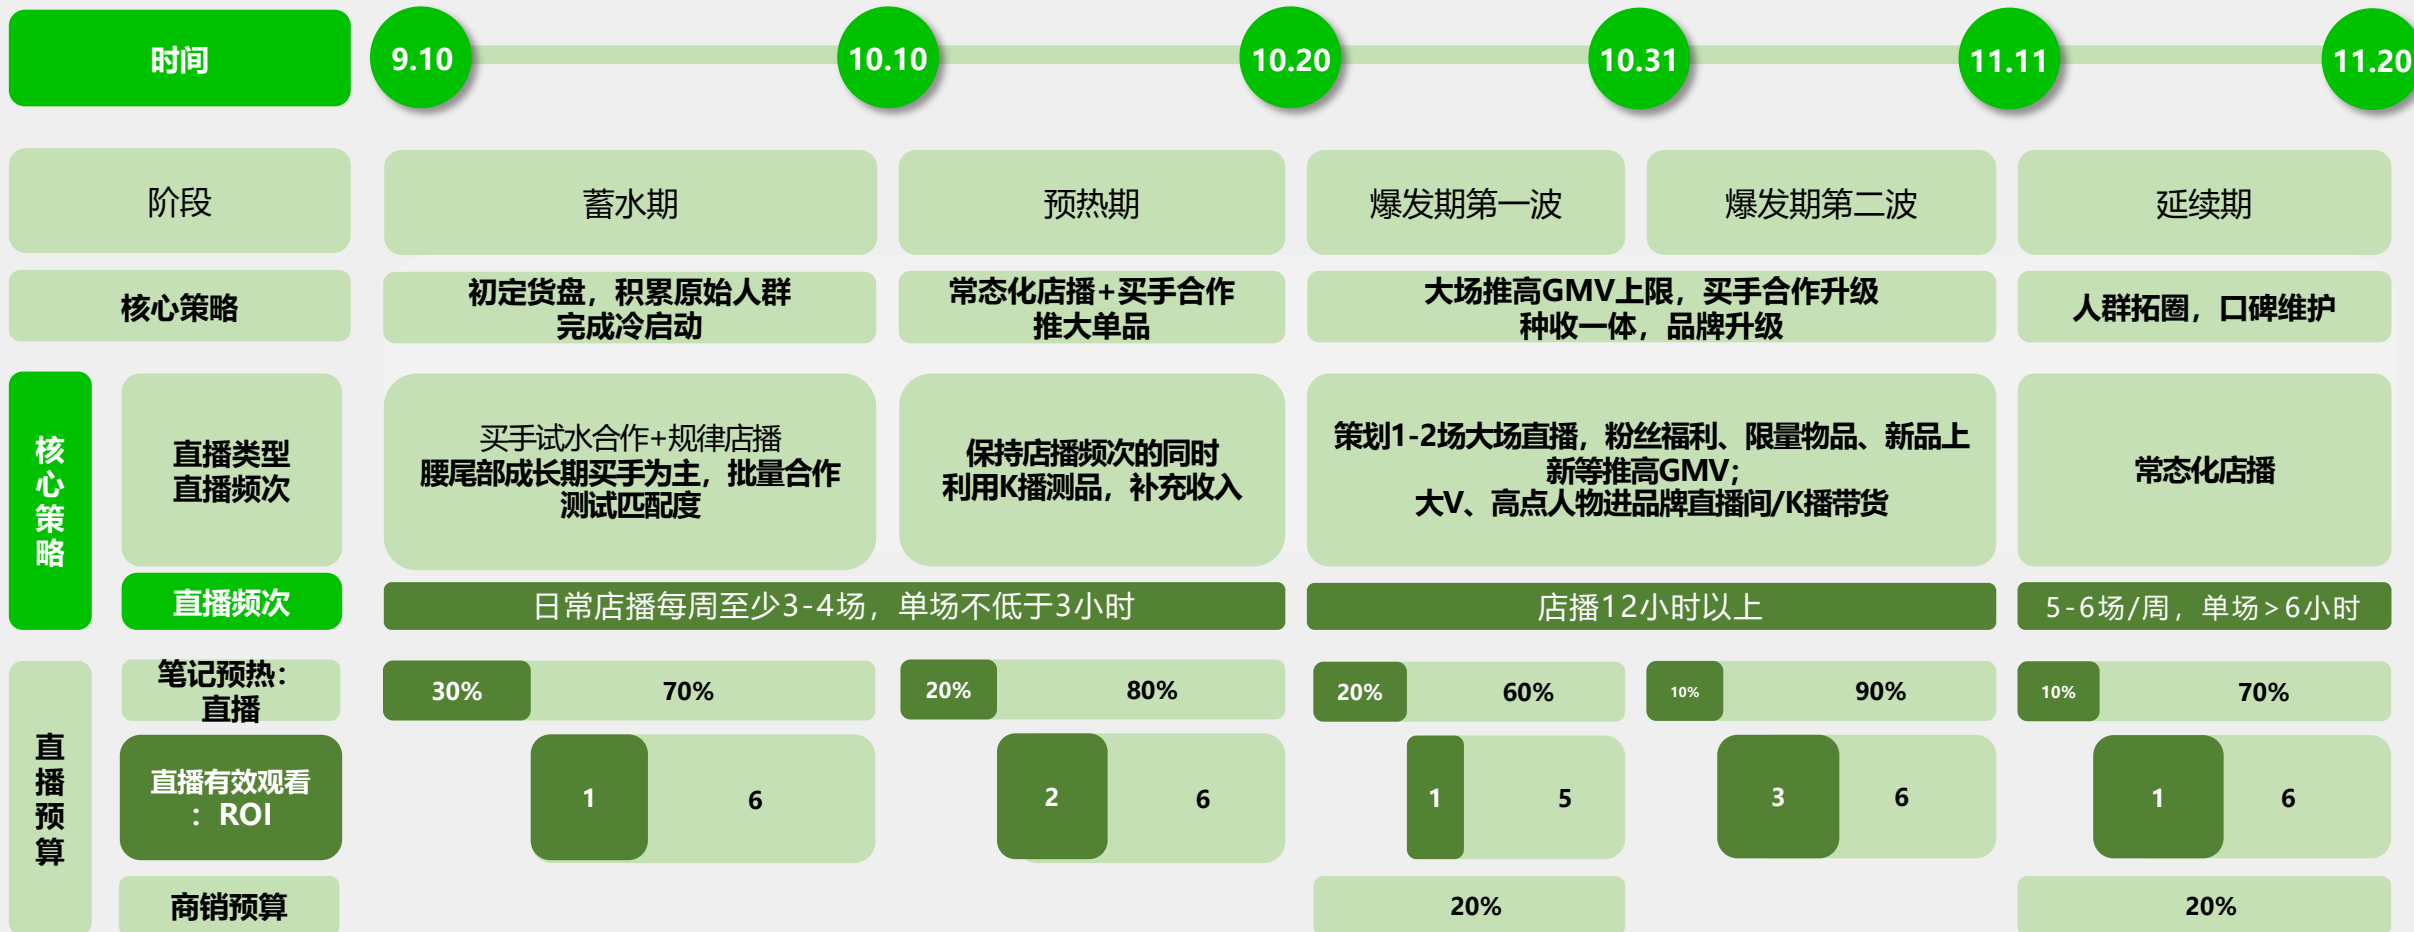 时间
9.10
10.10
10.20
10.31
11.11
11.20
阶段
蓄水期
预热期
爆发期第一波
爆发期第二波
延续期
核心策略
初定货盘，积累原始人群
完成冷启动
常态化店播+买手合作
推大单品
大场推高GMV上限，买手合作升级
种收一体，品牌升级
人群拓圈，口碑维护
核
心
策
略
直播类型
直播频次
买手试水合作+规律店播
腰尾部成长期买手为主，批量合作
测试匹配度
保持店播频次的同时
利用K播测品，补充收入
策划1-2场大场直播，粉丝福利、限量物品、新品上
新等推高GMV；
大V、高点人物进品牌直播间/K播带货
常态化店播
直播频次
日常店播每周至少3-4场，单场不低于3小时
店播12小时以上
5-6场/周，单场>6小时
直
播
预
算
笔记预热：
直播
30%
70%
20%
80%
20%
60%
10%
90%
10%
70%
直播有效观看
：ROI
1
6
2
6
1
5
3
6
1
6
商销预算
20%
20%